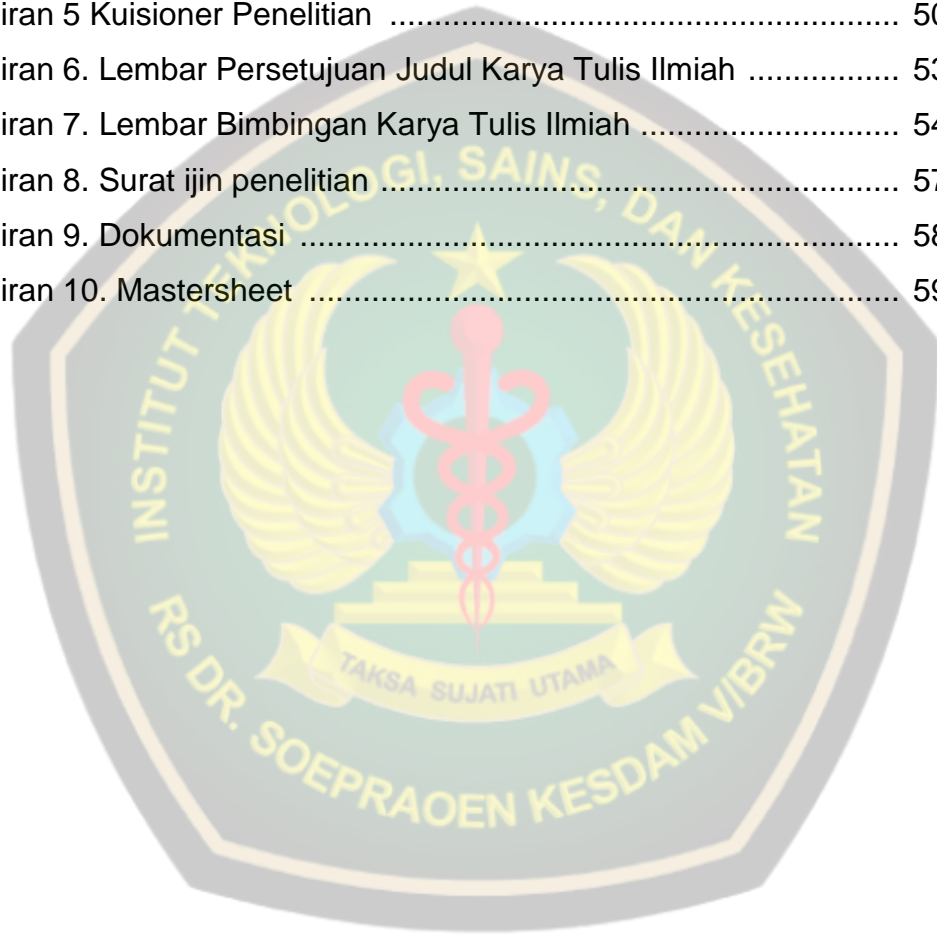 iran 5 Kuisioner Penelitian .......................................................... 50
iran 6. Lembar Persetujuan Judul Karya Tulis Ilmiah ................. 53
iran 7. Lembar Bimbingan Karya Tulis Ilmiah ............................. 54
iran 8. Surat ijin penelitian ........................................................... 57
iran 9. Dokumentasi .................................................................... 58
iran 10. Mastersheet ................................................................... 59
INSTITUT TEKNOLOGI, SAINS, DAN KESEHATAN
TAKSA SUJATI UTAMA
RS DR. SOEPRAOEN KESDAM V/BRW